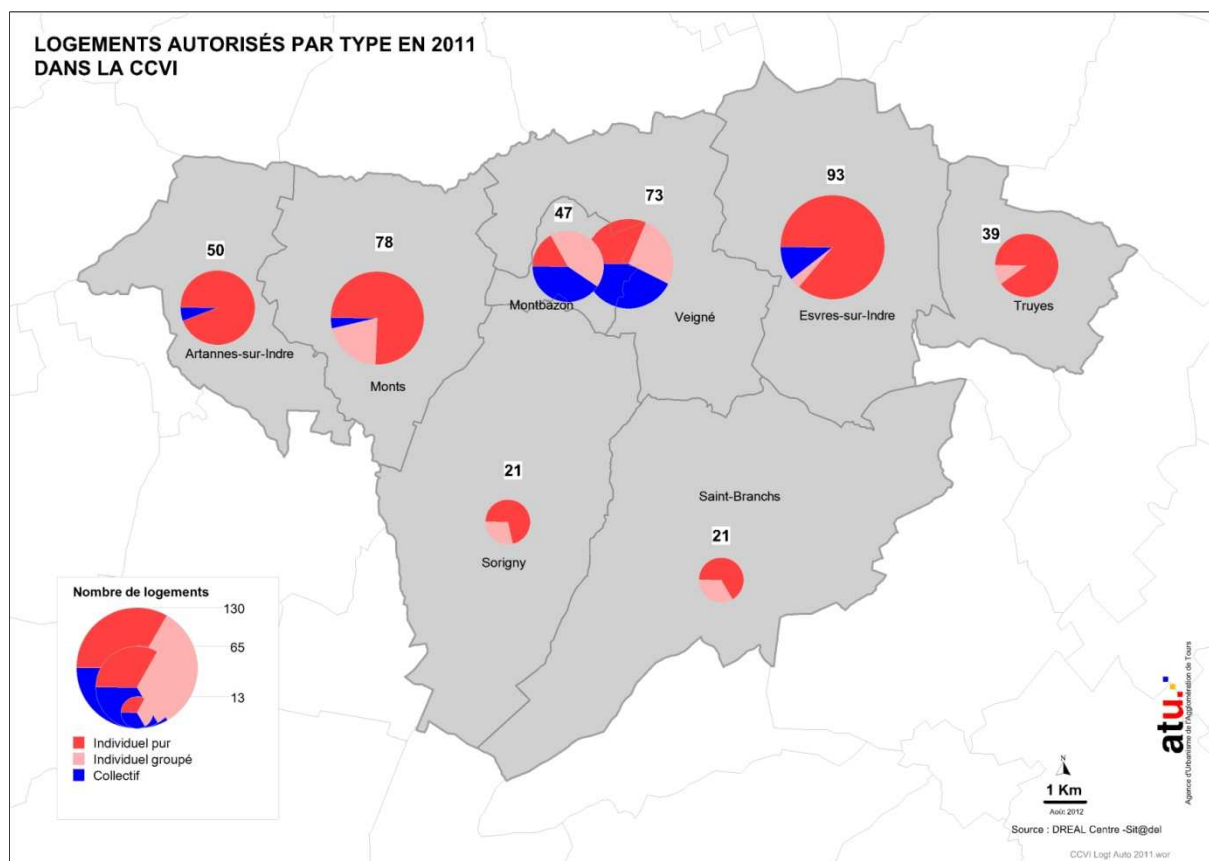 LOGEMENTS AUTORISÉS PAR TYPE EN 2011
DANS LA CCVI
93
73
47
78
50
39
Montbazon
Veigné
Esvres-sur-Indre
Truyes
Artannes-sur-Indre
Monts
21
Saint-Branchs
21
Sorigny
Nombre de logements
130
65
13
Individuel pur
Individuel groupé
Collectif
atu.
Agence d'Urbanisme de l'Agglomération de Tours
N
1 Km
Août 2012
Source : DREAL Centre -Sit@del
CCVI Logt Auto 2011.wor